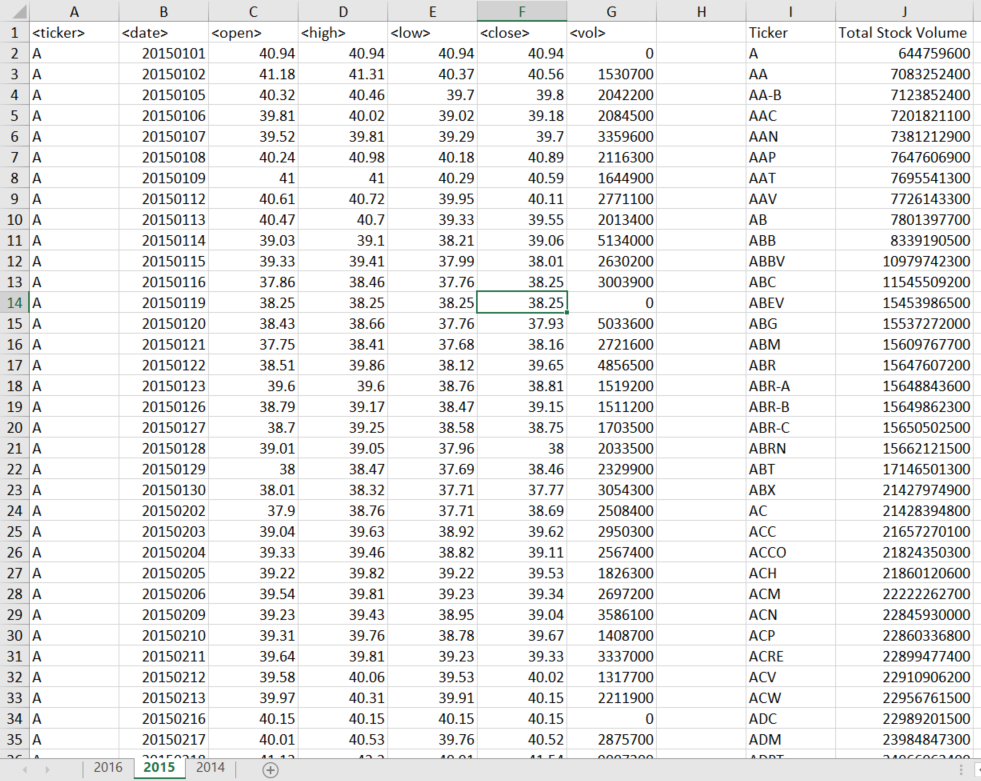 A B C D E F G H I J
1 <ticker> <date> <open> <high> <low> <close> <vol> Ticker Total Stock Volume
2 A 20150101 40.94 40.94 40.94 40.94 0 A 644759600
3 A 20150102 41.18 41.31 40.37 40.56 1530700 AA 7083252400
4 A 20150105 40.32 40.46 39.7 39.8 2042200 AA-B 7123852400
5 A 20150106 39.81 40.02 39.02 39.18 2084500 AAC 7201821100
6 A 20150107 39.52 39.81 39.29 39.7 3359600 AAN 7381212900
7 A 20150108 40.24 40.98 40.18 40.89 2116300 AAP 7647606900
8 A 20150109 41 41 40.29 40.59 1644900 AAT 7695541300
9 A 20150112 40.61 40.72 39.95 40.11 2771100 AAV 7726143300
10 A 20150113 40.47 40.7 39.33 39.55 2013400 AB 7801397700
11 A 20150114 39.03 39.1 38.21 39.06 5134000 ABB 8339190500
12 A 20150115 39.33 39.41 37.99 38.01 2630200 ABBV 10979742300
13 A 20150116 37.86 38.46 37.76 38.25 3003900 ABC 11545509200
14 A 20150119 38.25 38.25 38.25 38.25 0 ABEV 15453986500
15 A 20150120 38.43 38.66 37.76 37.93 5033600 ABG 15537272000
16 A 20150121 37.75 38.41 37.68 38.16 2721600 ABM 15609767700
17 A 20150122 38.51 39.86 38.12 39.65 4856500 ABR 15647607200
18 A 20150123 39.6 39.6 38.76 38.81 1519200 ABR-A 15648843600
19 A 20150126 38.79 39.17 38.47 39.15 1511200 ABR-B 15649862300
20 A 20150127 38.7 39.25 38.58 38.75 1703500 ABR-C 15650502500
21 A 20150128 39.01 39.05 37.96 38 2033500 ABRN 15662121500
22 A 20150129 38 38.47 37.69 38.46 2329900 ABT 17146501300
23 A 20150130 38.01 38.32 37.71 37.77 3054300 ABX 21427974900
24 A 20150202 37.9 38.76 37.71 38.69 2508400 AC 21428394800
25 A 20150203 39.04 39.63 38.92 39.62 2950300 ACC 21657270100
26 A 20150204 39.33 39.46 38.82 39.11 2567400 ACCO 21824350300
27 A 20150205 39.22 39.82 39.22 39.53 1826300 ACH 21860120600
28 A 20150206 39.54 39.81 39.23 39.34 2697200 ACM 22222262700
29 A 20150209 39.23 39.43 38.95 39.04 3586100 ACN 22845930000
30 A 20150210 39.31 39.76 38.78 39.67 1408700 ACP 22860336800
31 A 20150211 39.64 39.81 39.23 39.33 3337000 ACRE 22899477400
32 A 20150212 39.58 40.06 39.53 40.02 1317700 ACV 22910906200
33 A 20150213 39.97 40.31 39.91 40.15 2211900 ACW 22956761500
34 A 20150216 40.15 40.15 40.15 40.15 0 ADC 22989201500
35 A 20150217 40.01 40.53 39.76 40.52 2875700 ADM 23984847300
2016 2015 2014